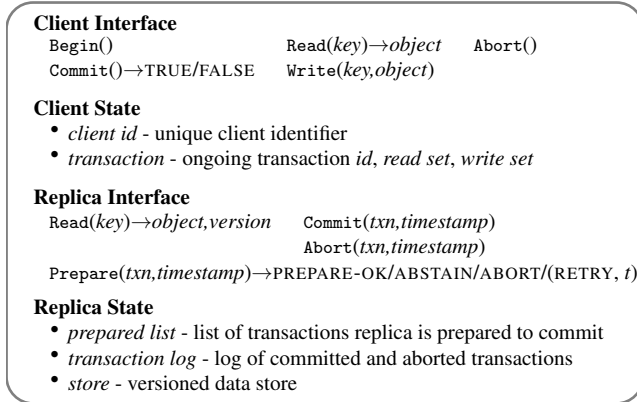 Client Interface
Begin() Read(key)→object Abort()
Commit()→TRUE/FALSE Write(key,object)
Client State
• client id - unique client identifier
• transaction - ongoing transaction id, read set, write set
Replica Interface
Read(key)→object,version Commit(txn,timestamp)
Abort(txn,timestamp)
Prepare(txn,timestamp)→PREPARE-OK/ABSTAIN/ABORT/(RETRY, t)
Replica State
• prepared list - list of transactions replica is prepared to commit
• transaction log - log of committed and aborted transactions
• store - versioned data store